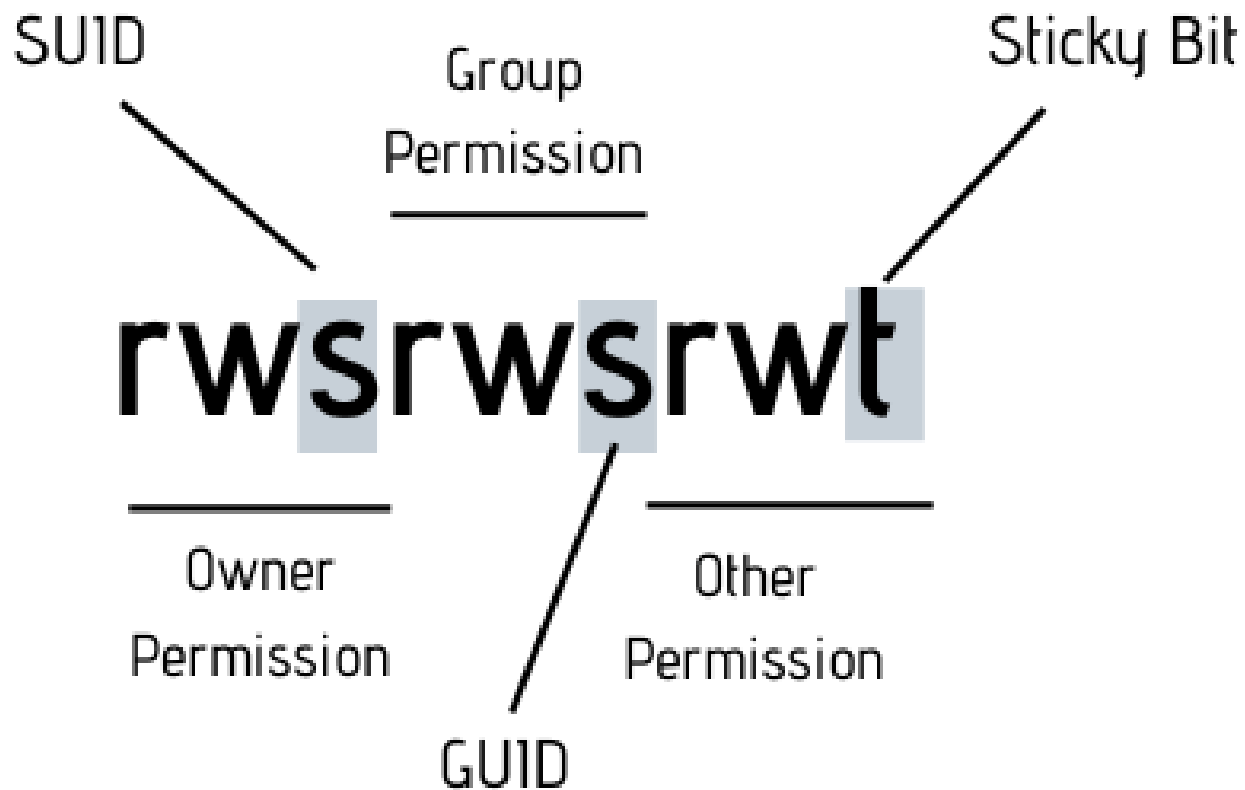 SUID
Sticky Bit
Group
Permission
rwsrwsrwt
Owner
Permission
Other
Permission
GUID